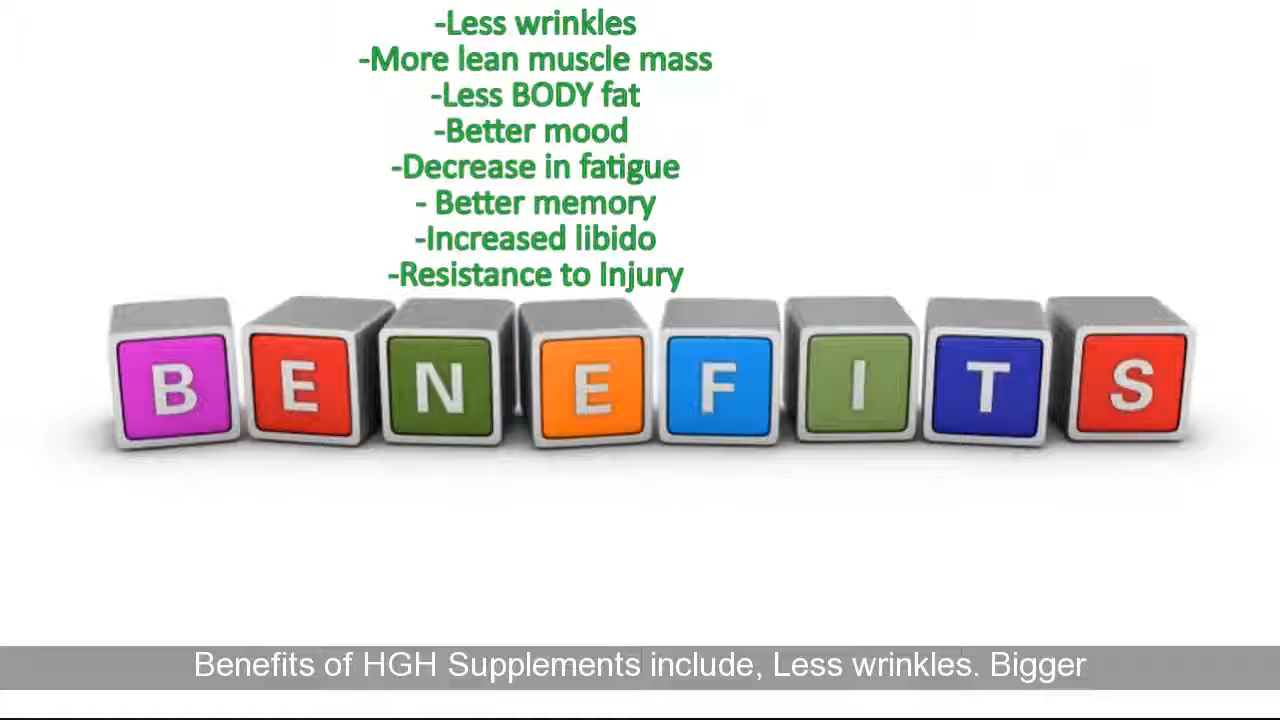 -Less wrinkles
-More lean muscle mass
-Less BODY fat
-Better mood
-Decrease in fatigue
- Better memory
-Increased libido
-Resistance to Injury
BENEFITS
Benefits of HGH Supplements include, Less wrinkles. Bigger